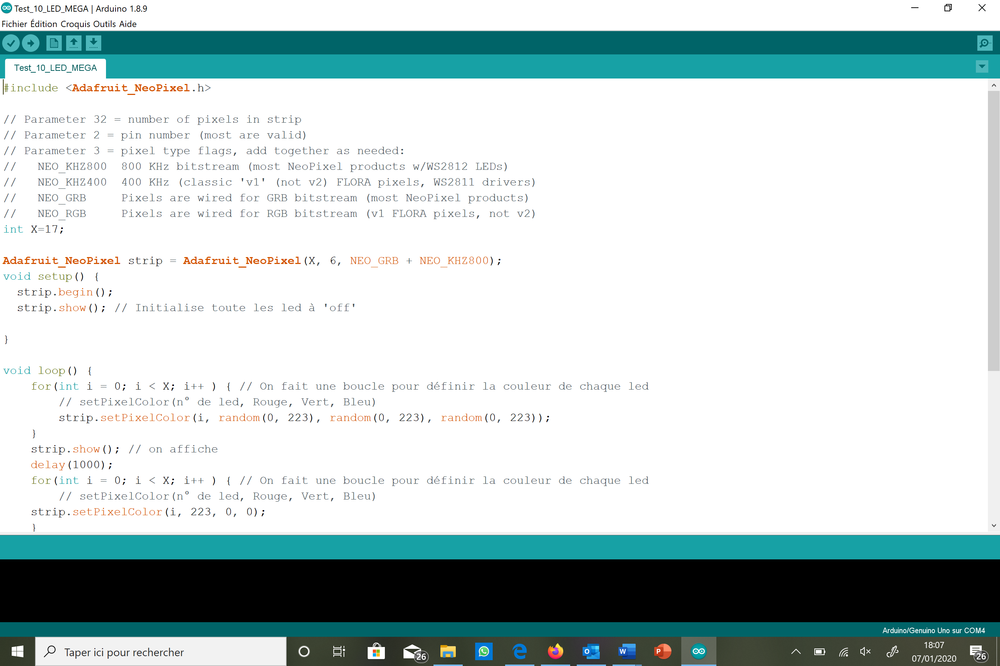 Test_10_LED_MEGA | Arduino 1.8.9
Fichier Édition Croquis Outils Aide
Test_10_LED_MEGA
#include <Adafruit_NeoPixel.h>
// Parameter 32 = number of pixels in strip
// Parameter 2 = pin number (most are valid)
// Parameter 3 = pixel type flags, add together as needed:
//   NEO_KHZ800  800 KHz bitstream (most NeoPixel products w/WS2812 LEDs)
//   NEO_KHZ400  400 KHz (classic 'v1' (not v2) FLORA pixels, WS2811 drivers)
//   NEO_GRB     Pixels are wired for GRB bitstream (most NeoPixel products)
//   NEO_RGB     Pixels are wired for RGB bitstream (v1 FLORA pixels, not v2)
int X=17;
Adafruit_NeoPixel strip = Adafruit_NeoPixel(X, 6, NEO_GRB + NEO_KHZ800);
void setup() {
  strip.begin();
  strip.show(); // Initialise toute les led à 'off'
}
void loop() {
    for(int i = 0; i < X; i++ ) { // On fait une boucle pour définir la couleur de chaque led
        // setPixelColor(n° de led, Rouge, Vert, Bleu)
        strip.setPixelColor(i, random(0, 223), random(0, 223), random(0, 223));
    }
    strip.show(); // on affiche
    delay(1000);
    for(int i = 0; i < X; i++ ) { // On fait une boucle pour définir la couleur de chaque led
        // setPixelColor(n° de led, Rouge, Vert, Bleu)
    strip.setPixelColor(i, 223, 0, 0);
    }
Arduino/Genuino Uno sur COM4
Taper ici pour rechercher
26
O
W
P
18:07
07/01/2020
26